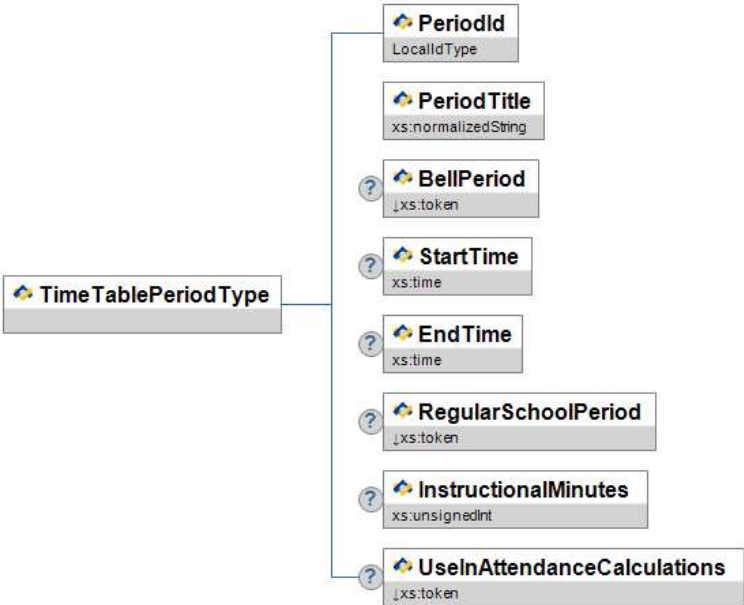 PeriodId
LocalIdType
PeriodTitle
xs:normalizedString
?
BellPeriod
↓xs:token
?
StartTime
xs:time
TimeTablePeriodType
?
EndTime
xs:time
?
RegularSchoolPeriod
↓xs:token
?
InstructionalMinutes
xs:unsignedInt
?
UseInAttendanceCalculations
↓xs:token